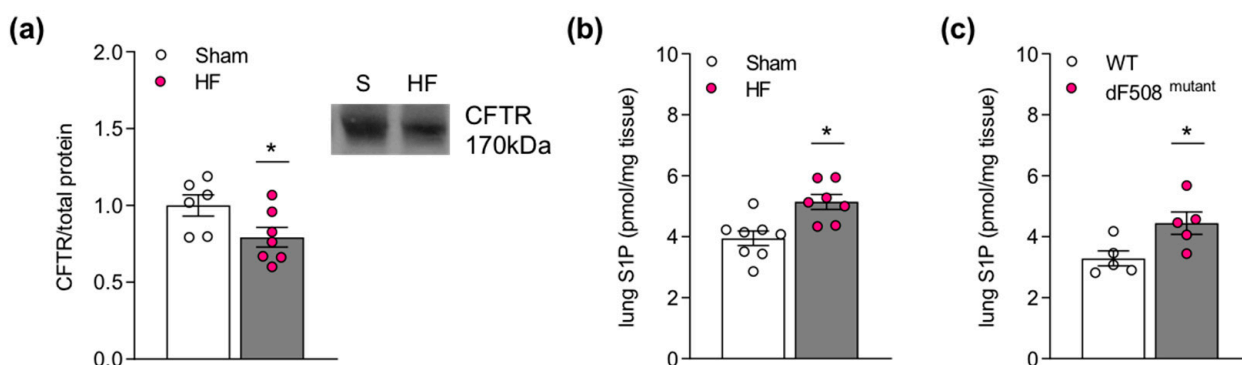 (a)
CFTR/total protein
2.0
1.5
1.0
0.5
0.0
Sham
HF
*
S HF
CFTR
170kDa
(b)
lung S1P (pmol/mg tissue)
10
8
6
4
2
0
Sham
HF
*
(c)
lung S1P (pmol/mg tissue)
10
8
6
4
2
0
WT
dF508 mutant
*